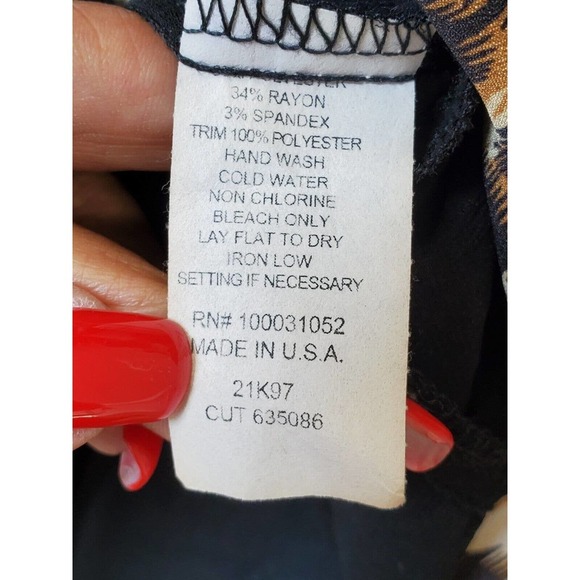 34% RAYON
3% SPANDEX
TRIM 100% POLYESTER
HAND WASH
COLD WATER
NON CHLORINE
BLEACH ONLY
LAY FLAT TO DRY
IRON LOW
SETTING IF NECESSARY
RN# 100031052
MADE IN U.S.A.
21K97
CUT 635086